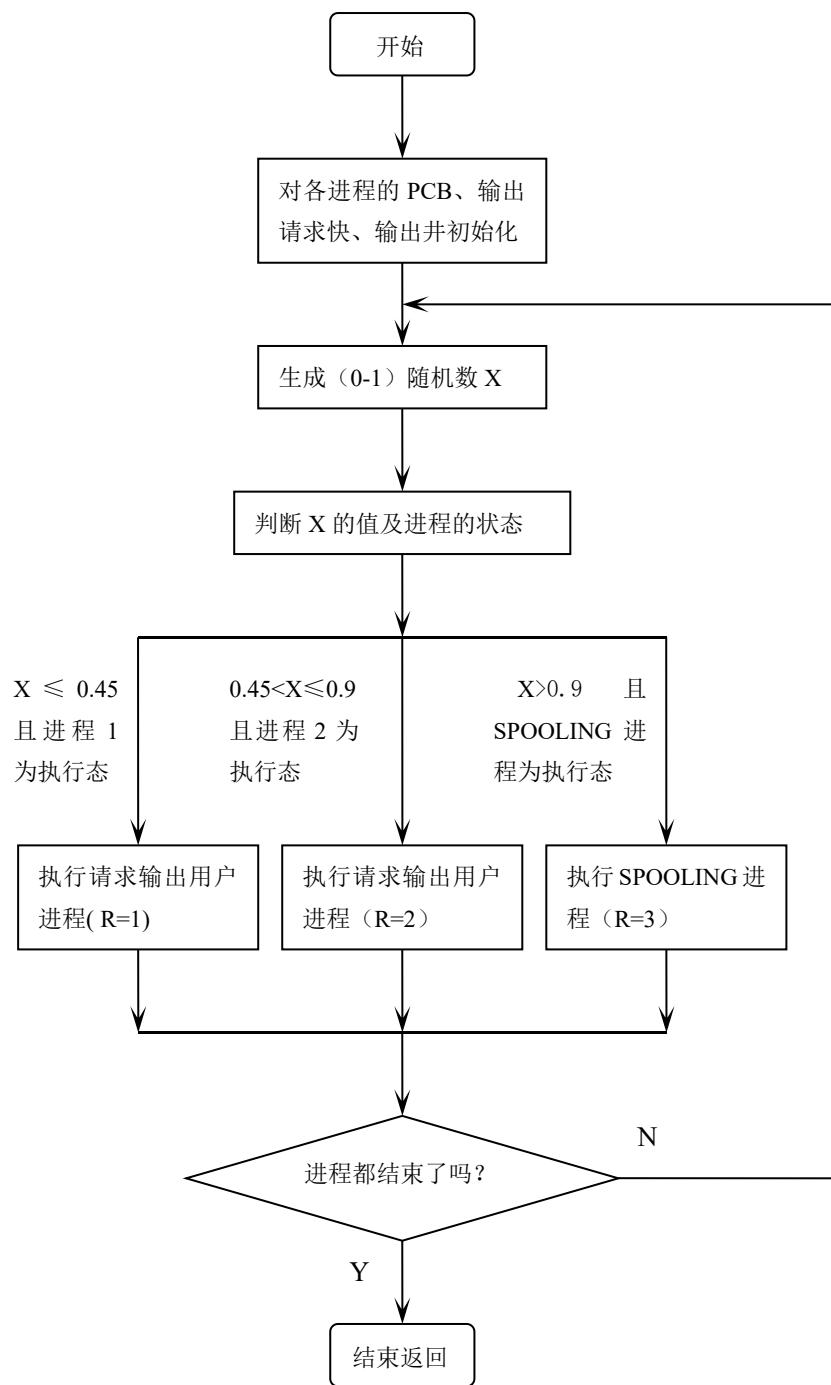 开始
对各进程的 PCB、输出
请求快、输出井初始化
生成（0-1）随机数 X
判断 X 的值及进程的状态
X ≤ 0.45
且进程 1
为执行态
0.45<X≤0.9
且进程 2 为
执行态
X>0.9 且
SPOOLING 进
程为执行态
执行请求输出用户
进程( R=1)
执行请求输出用户
进程（R=2）
执行 SPOOLING 进
程（R=3）
进程都结束了吗？
N
Y
结束返回